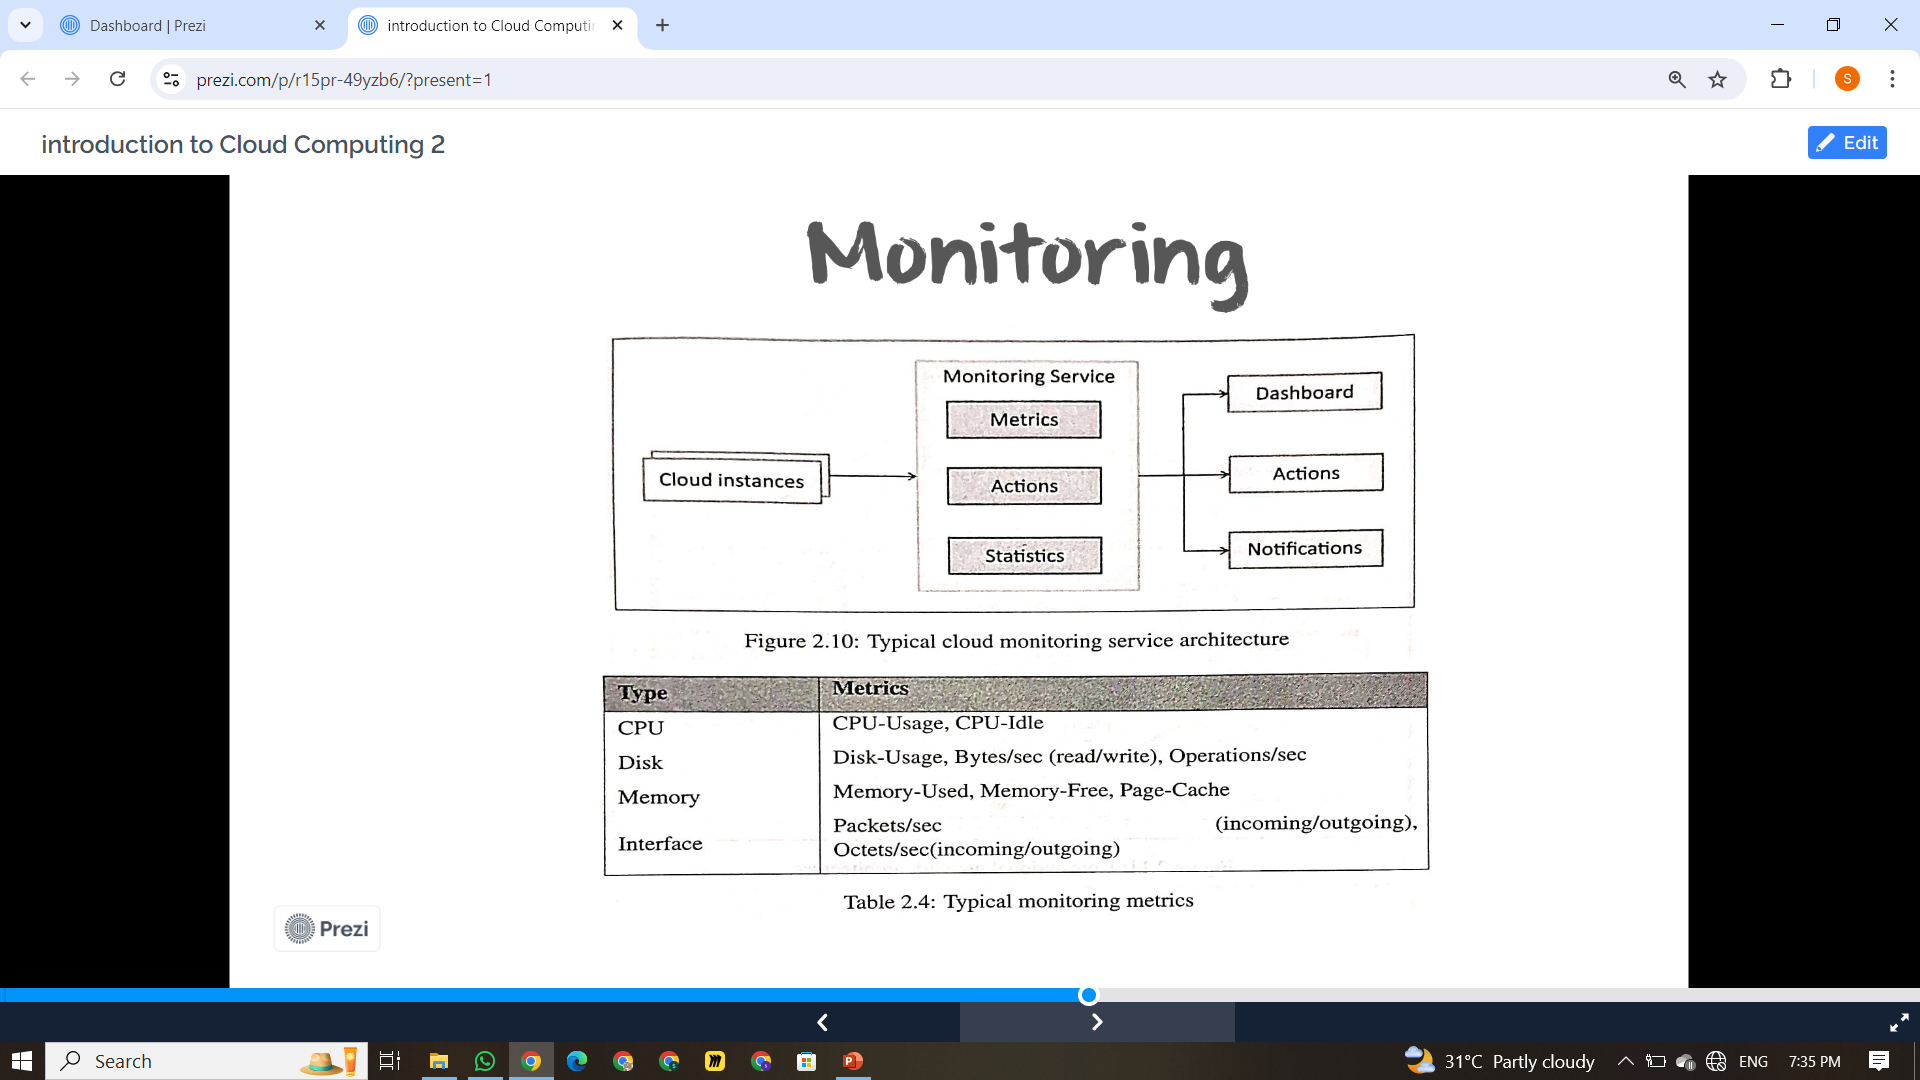 Dashboard | Prezi
introduction to Cloud Computin
prezi.com/p/r15pr-49yzb6/?present=1
S
introduction to Cloud Computing 2
Edit
Monitoring
Monitoring Service
Metrics
Actions
Statistics
Cloud instances
Dashboard
Actions
Notifications
Figure 2.10: Typical cloud monitoring service architecture
Type Metrics
CPU CPU-Usage, CPU-Idle
Disk Disk-Usage, Bytes/sec (read/write), Operations/sec
Memory Memory-Used, Memory-Free, Page-Cache
Interface Packets/sec (incoming/outgoing),
Octets/sec(incoming/outgoing)
Table 2.4: Typical monitoring metrics
Prezi
Search
31°C Partly cloudy
ENG
7:35 PM